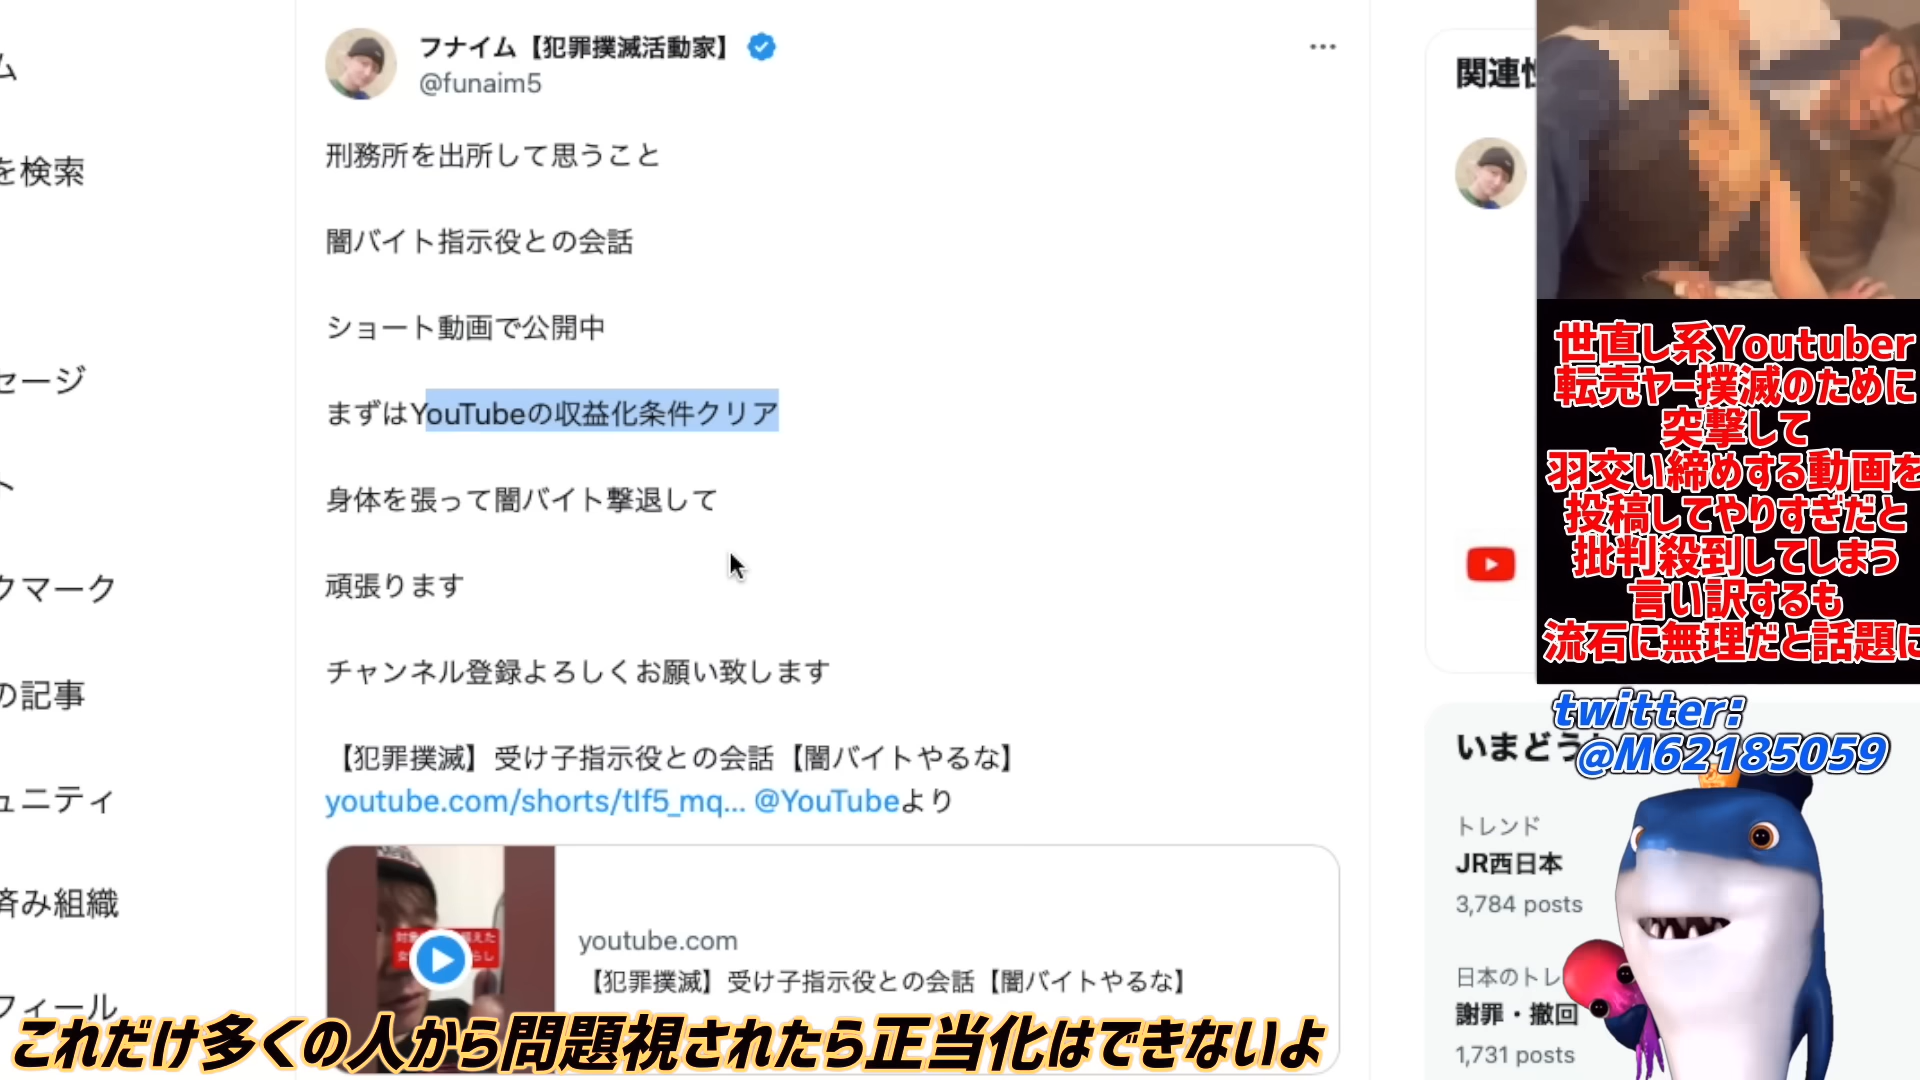 フナイム【犯罪撲滅活動家】
@funaim5
刑務所を出所して思うこと
闇バイト指示役との会話
ショート動画で公開中
まずはYouTubeの収益化条件クリア
身体を張って闇バイト撃退して
頑張ります
チャンネル登録よろしくお願い致します
【犯罪撲滅】受け子指示役との会話【闇バイトやるな】
youtube.com/shorts/tIf5_mq... @YouTubeより
youtube.com
【犯罪撲滅】受け子指示役との会話【闇バイトやるな】
これだけ多くの人から問題視されたら正当化はできないよ
ム
を検索
セージ
ト
クマーク
の記事
ュニティ
済み組織
フィール
関連性
世直し系Youtuber
転売ヤー撲滅のために
突撃して
羽交い締めする動画を
投稿してやりすぎだと
批判殺到してしまう
言い訳するも
流石に無理だと話題に
twitter:
@M62185059
いまどう
トレンド
JR西日本
3,784 posts
日本のトレ
謝罪・撤回
1,731 posts